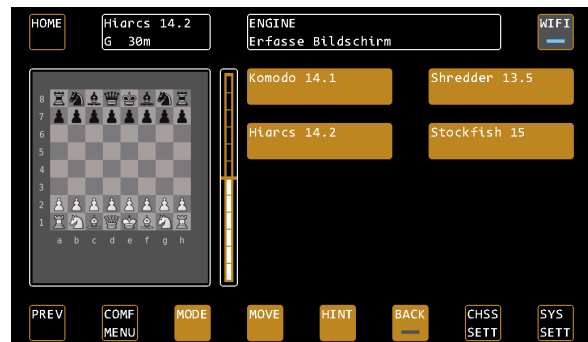 HOME
Hiarcs 14.2
G  30m
ENGINE
Erfasse Bildschirm
WIFI
Komodo 14.1
Shredder 13.5
Hiarcs 14.2
Stockfish 15
8
7
6
5
4
3
2
1
a b c d e f g h
PREV
COMF
MENU
MODE
MOVE
HINT
BACK
CHSS
SETT
SYS
SETT